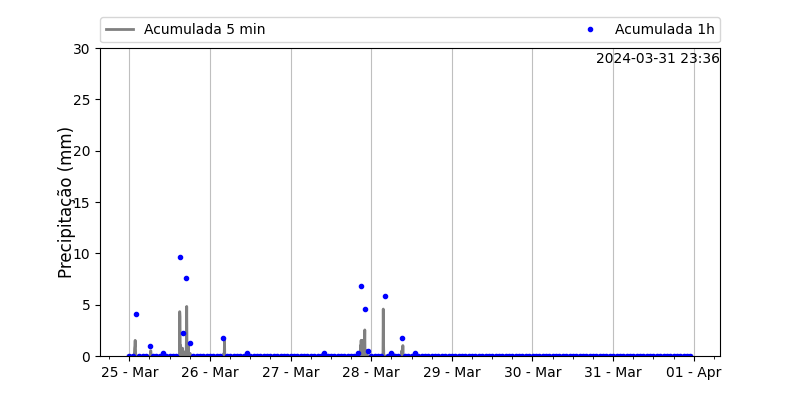 Acumulada 5 min
Acumulada 1h
2024-03-31 23:36
Precipitação (mm)
30
25
20
15
10
5
0
25 - Mar
26 - Mar
27 - Mar
28 - Mar
29 - Mar
30 - Mar
31 - Mar
01 - Apr